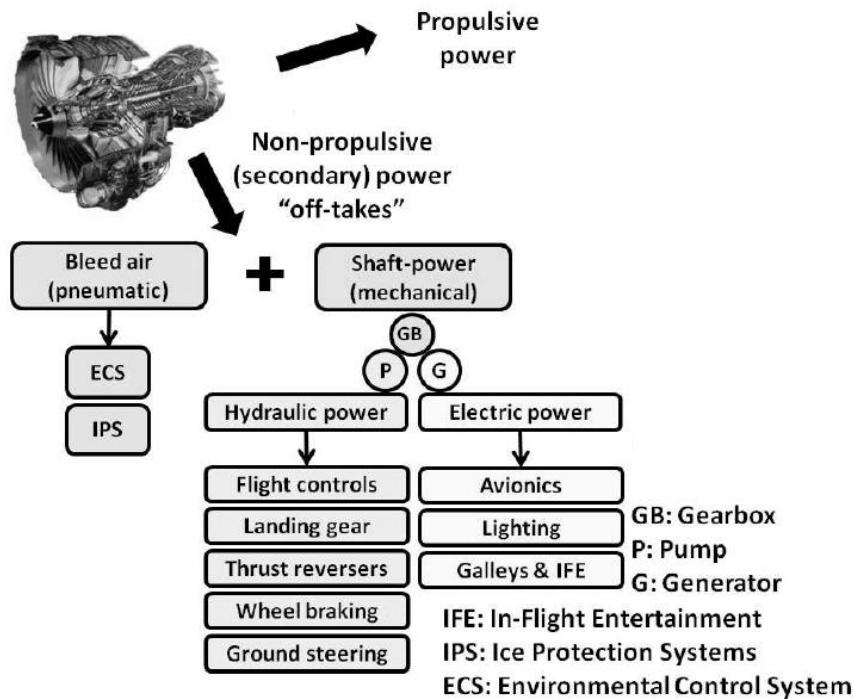 Propulsive
power
Non-propulsive
(secondary) power
“off-takes”
Bleed air
(pneumatic)
Shaft-power
(mechanical)
GB
P
G
ECS
IPS
Hydraulic power
Electric power
Flight controls
Landing gear
Thrust reversers
Wheel braking
Ground steering
Avionics
Lighting
Galleys & IFE
GB: Gearbox
P: Pump
G: Generator
IFE: In-Flight Entertainment
IPS: Ice Protection Systems
ECS: Environmental Control System